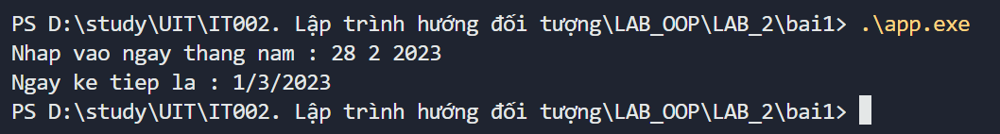 PS D:\study\UIT\IT002. Lập trình hướng đối tượng\LAB_OOP\LAB_2\bai1> .\app.exe
Nhap vao ngay thang nam : 28 2 2023
Ngay ke tiep la : 1/3/2023
PS D:\study\UIT\IT002. Lập trình hướng đối tượng\LAB_OOP\LAB_2\bai1>